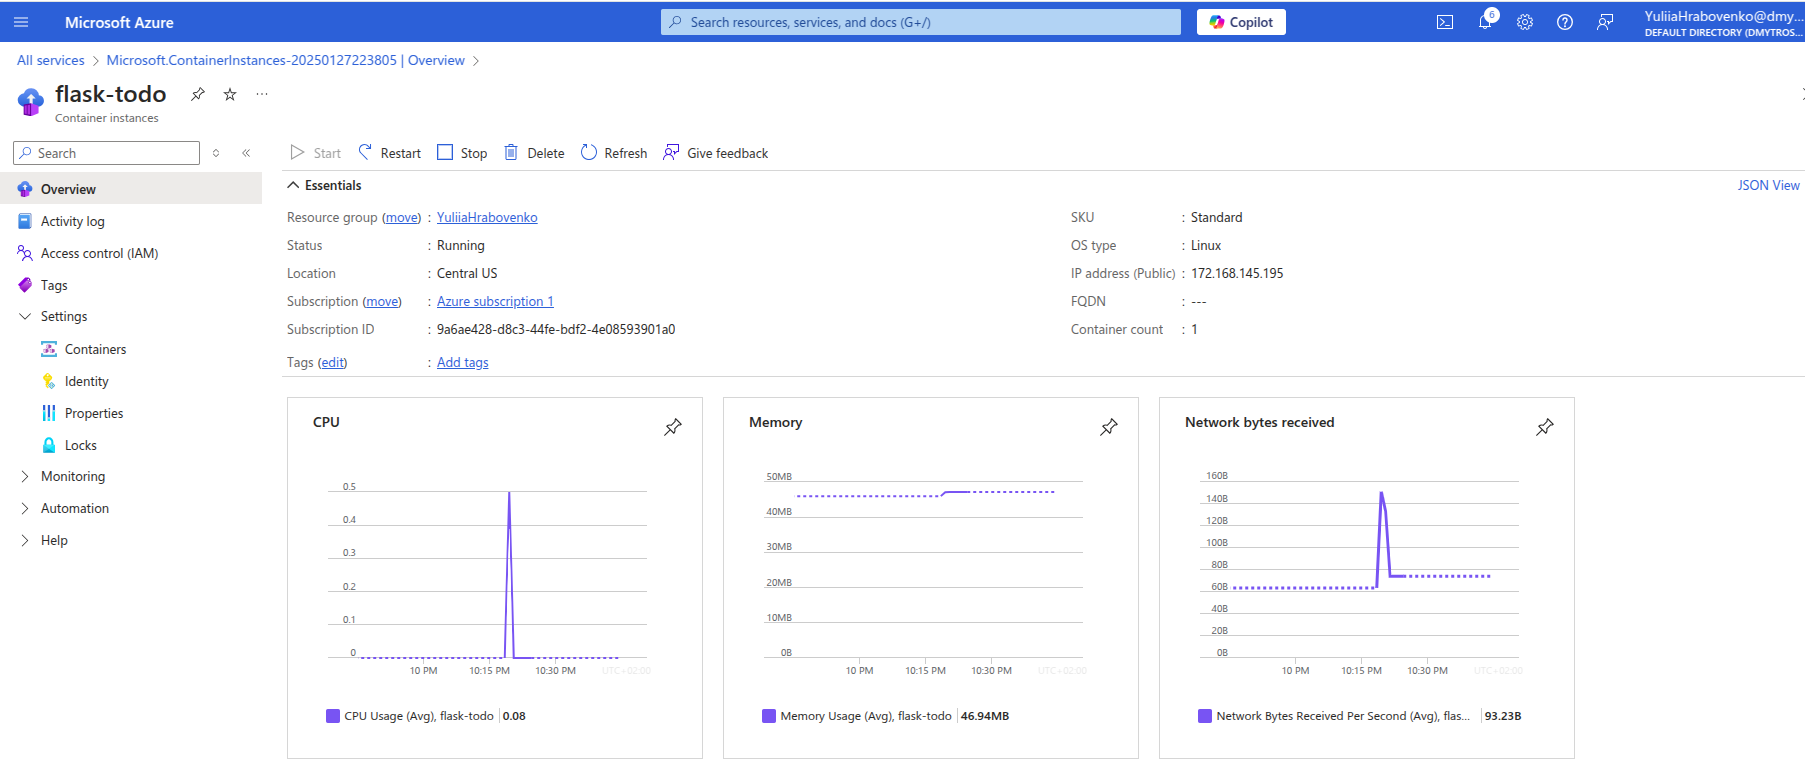 Microsoft Azure
Search resources, services, and docs (G+/)
Copilot
6
YuliiaHrabovenko@dmy...
DEFAULT DIRECTORY (DMYTROS...
All services > Microsoft.ContainerInstances-20250127223805 | Overview >
flask-todo
...
Container instances
Search
Start Restart Stop Delete Refresh Give feedback
Overview
Activity log
Access control (IAM)
Tags
Settings
Containers
Identity
Properties
Locks
Monitoring
Automation
Help
Essentials
JSON View
Resource group (move) : YuliiaHrabovenko
Status : Running
Location : Central US
Subscription (move) : Azure subscription 1
Subscription ID : 9a6ae428-d8c3-44fe-bdf2-4e08593901a0
Tags (edit) : Add tags
SKU : Standard
OS type : Linux
IP address (Public) : 172.168.145.195
FQDN : ---
Container count : 1
CPU
0.5
0.4
0.3
0.2
0.1
0
10 PM 10:15 PM 10:30 PM UTC+02:00
CPU Usage (Avg), flask-todo 0.08
Memory
50MB
40MB
30MB
20MB
10MB
0B
10 PM 10:15 PM 10:30 PM UTC+02:00
Memory Usage (Avg), flask-todo 46.94MB
Network bytes received
160B
140B
120B
100B
80B
60B
40B
20B
0B
10 PM 10:15 PM 10:30 PM UTC+02:00
Network Bytes Received Per Second (Avg), flas... 93.23B